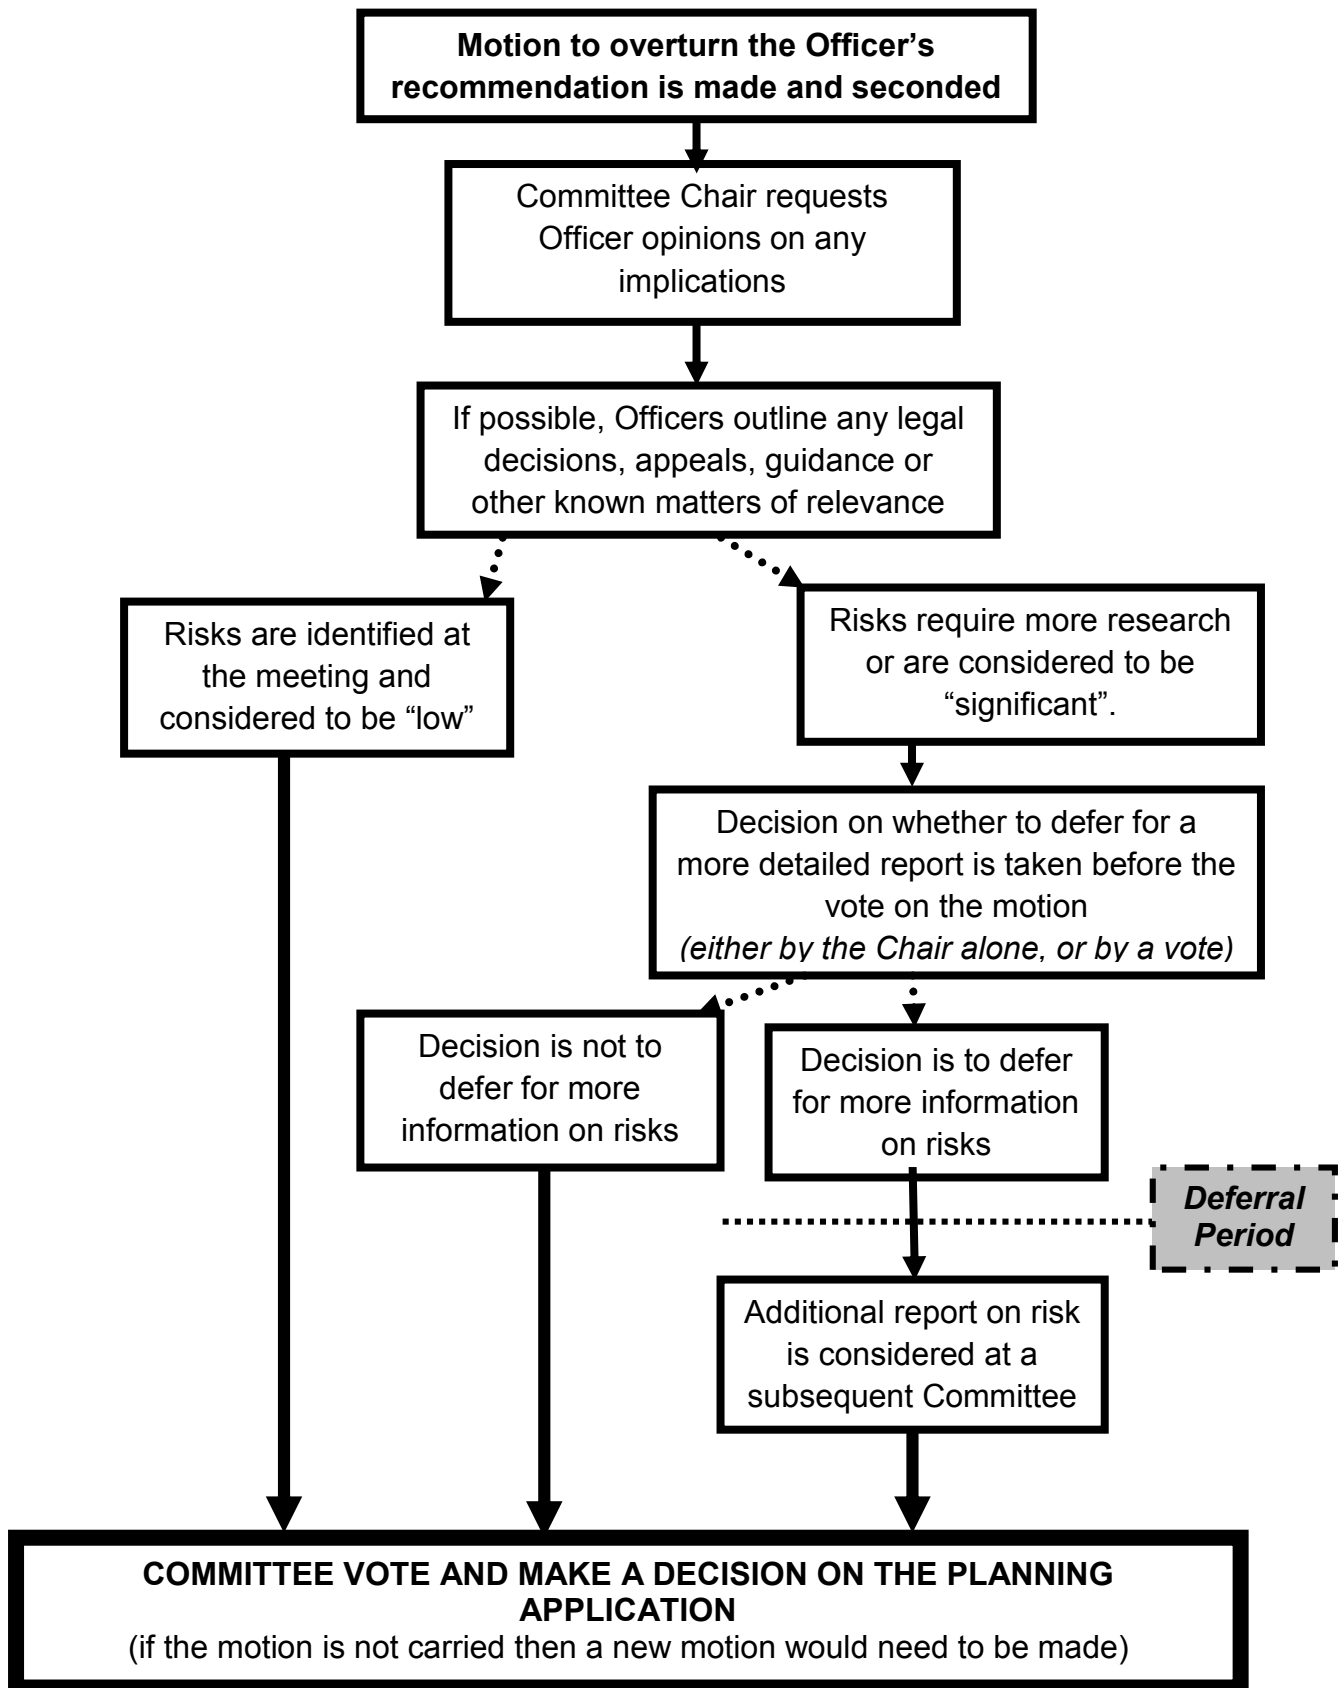 Motion to overturn the Officer’s
recommendation is made and seconded
Committee Chair requests
Officer opinions on any
implications
If possible, Officers outline any legal
decisions, appeals, guidance or
other known matters of relevance
Risks are identified at
the meeting and
considered to be “low”
Risks require more research
or are considered to be
“significant”.
Decision on whether to defer for a
more detailed report is taken before the
vote on the motion
(either by the Chair alone, or by a vote)
Decision is not to
defer for more
information on risks
Decision is to defer
for more information
on risks
Deferral
Period
Additional report on risk
is considered at a
subsequent Committee
COMMITTEE VOTE AND MAKE A DECISION ON THE PLANNING
APPLICATION
(if the motion is not carried then a new motion would need to be made)